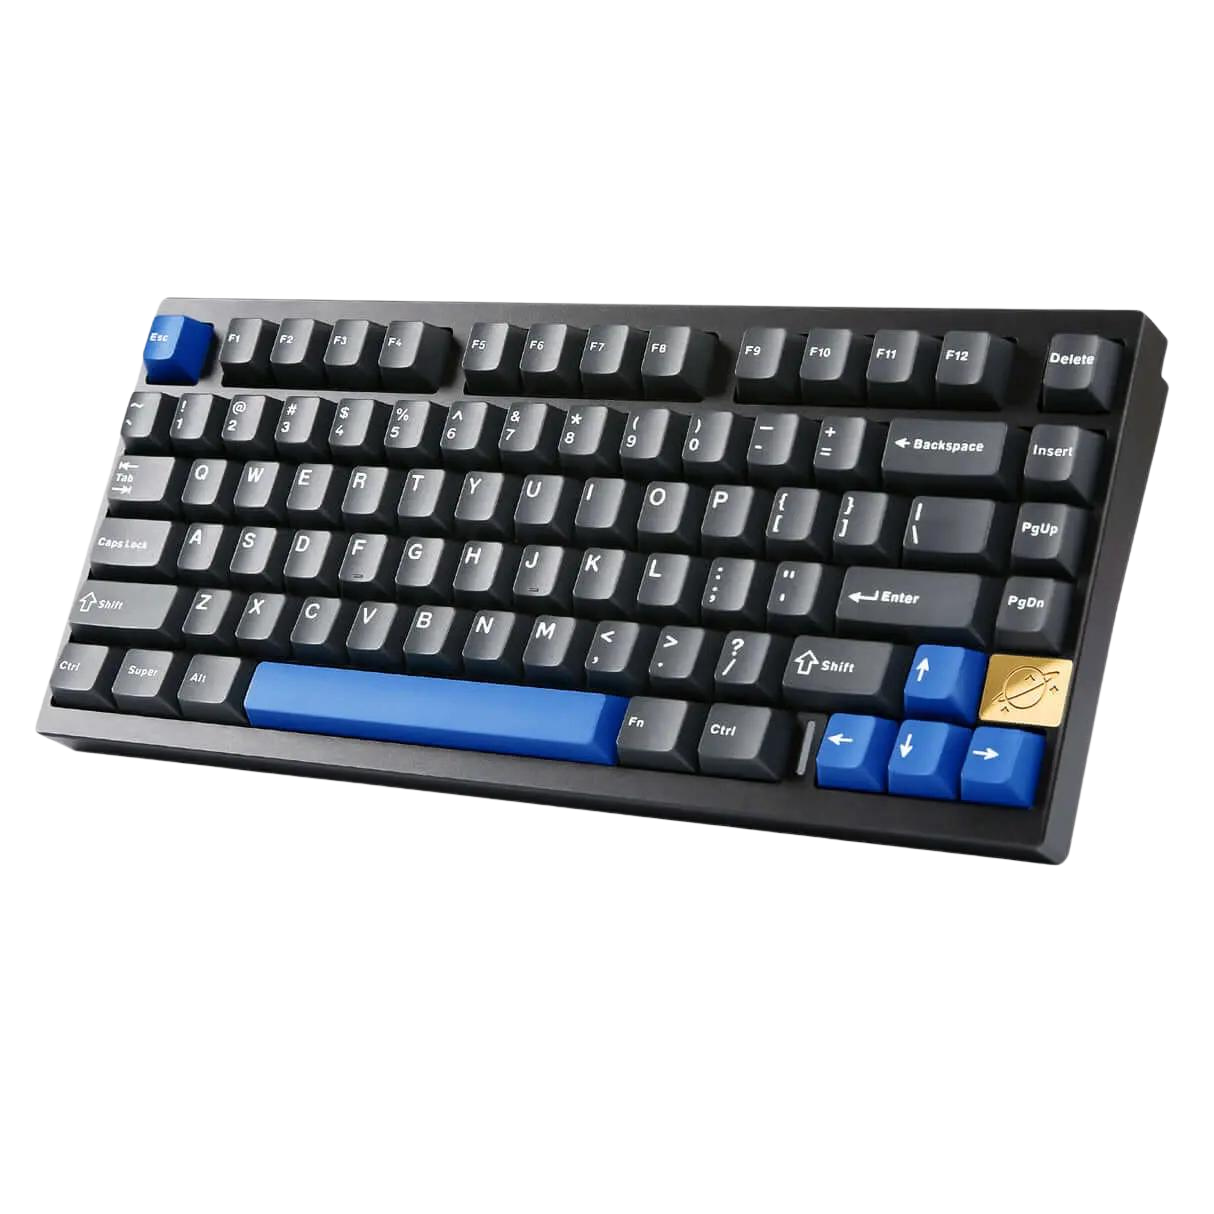 Esc F1 F2 F3 F4 F5 F6 F7 F8 F9 F10 F11 F12 Delete
~ ! @ # $ % ^ & * ( ) — +
` 1 2 3 4 5 6 7 8 9 0 - = ← Backspace Insert
Tab Q W E R T Y U I O P { } |
[ ] \ PgUp
Caps Lock A S D F G H J K L : "
; ' ↵ Enter PgDn
⇧ Shift Z X C V B N M < > ?
, . / ⇧ Shift ↑
Ctrl Super Alt Fn Ctrl ← ↓ →